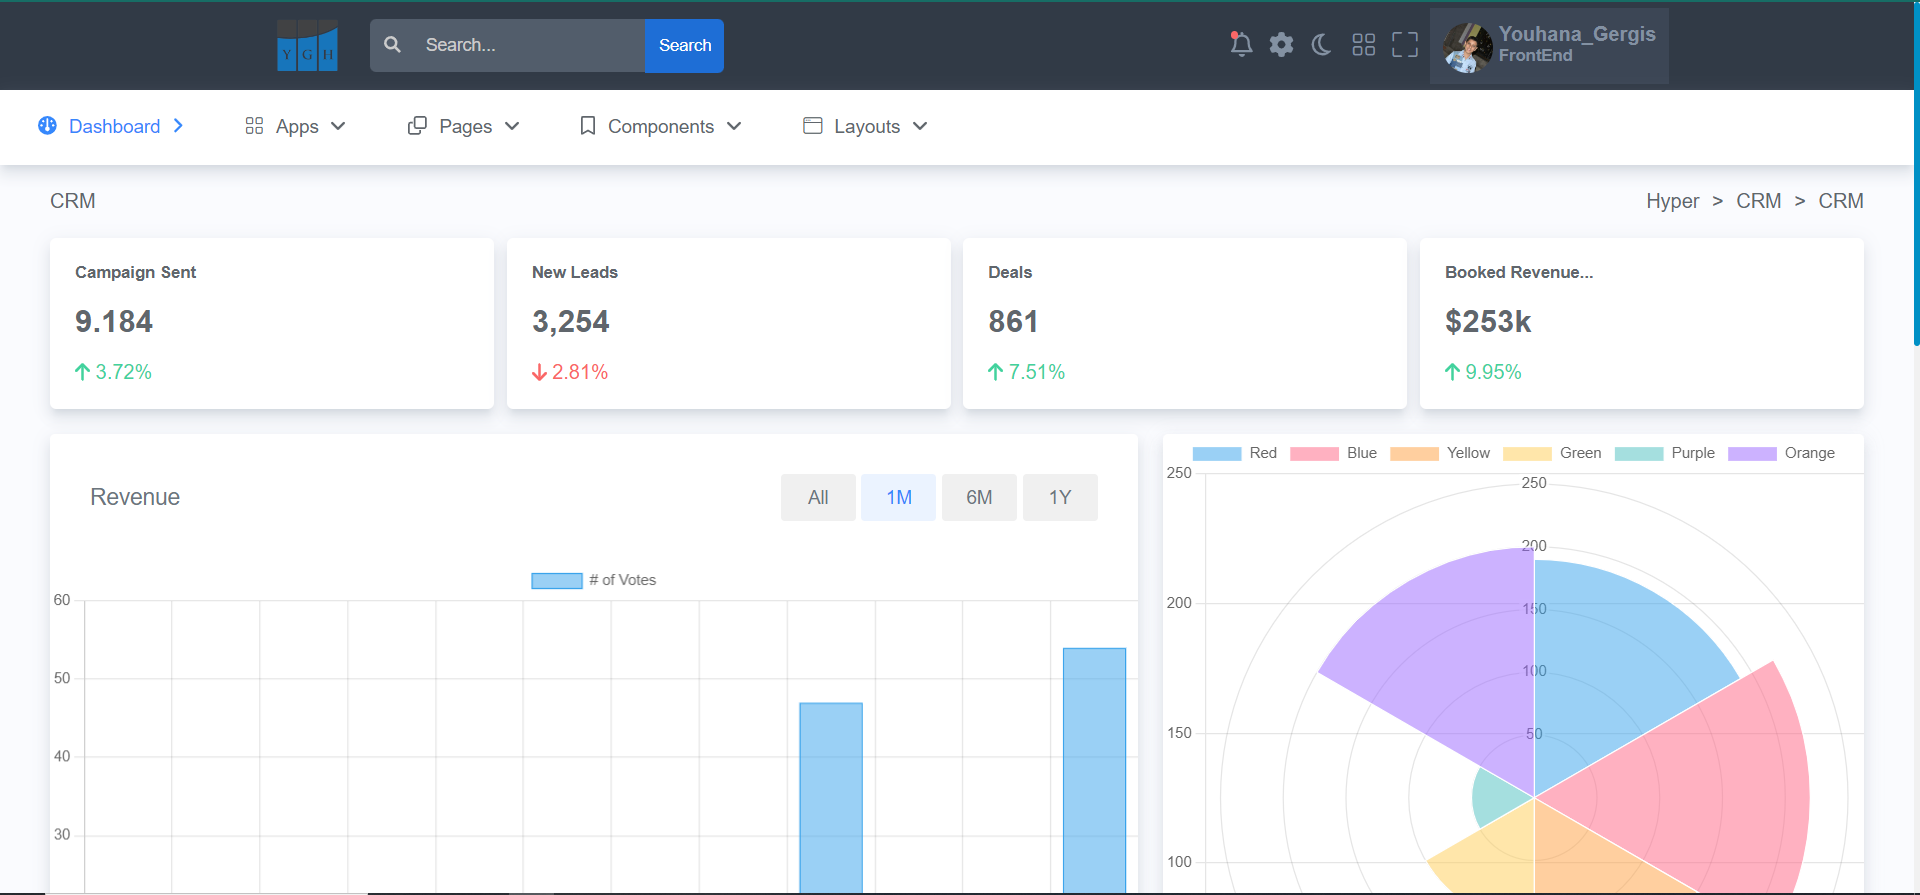 Y G H
Search...
Search
Youhana_Gergis
FrontEnd
Dashboard
Apps
Pages
Components
Layouts
CRM
Hyper > CRM > CRM
Campaign Sent
9.184
3.72%
New Leads
3,254
2.81%
Deals
861
7.51%
Booked Revenue...
$253k
9.95%
Revenue
All
1M
6M
1Y
# of Votes
60
50
40
30
Red Blue Yellow Green Purple Orange
250
200
150
100
250
200
150
100
50